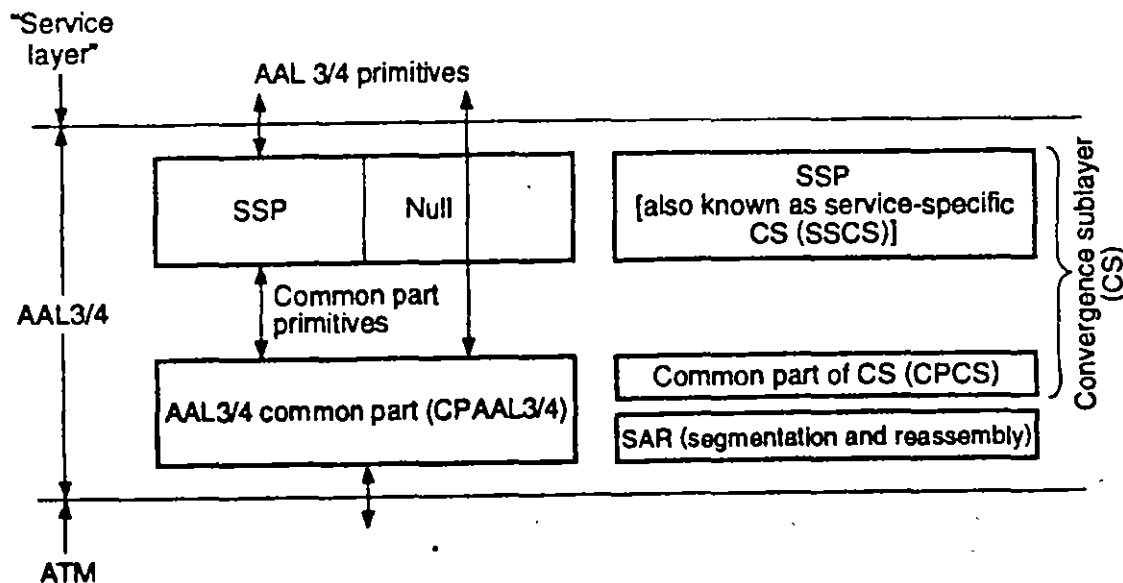 "Service
layer"
AAL 3/4 primitives
SSP
Null
SSP
[also known as service-specific
CS (SSCS)]
Convergence sublayer
(CS)
AAL3/4
Common part
primitives
AAL3/4 common part (CPAAL3/4)
Common part of CS (CPCS)
SAR (segmentation and reassembly)
ATM